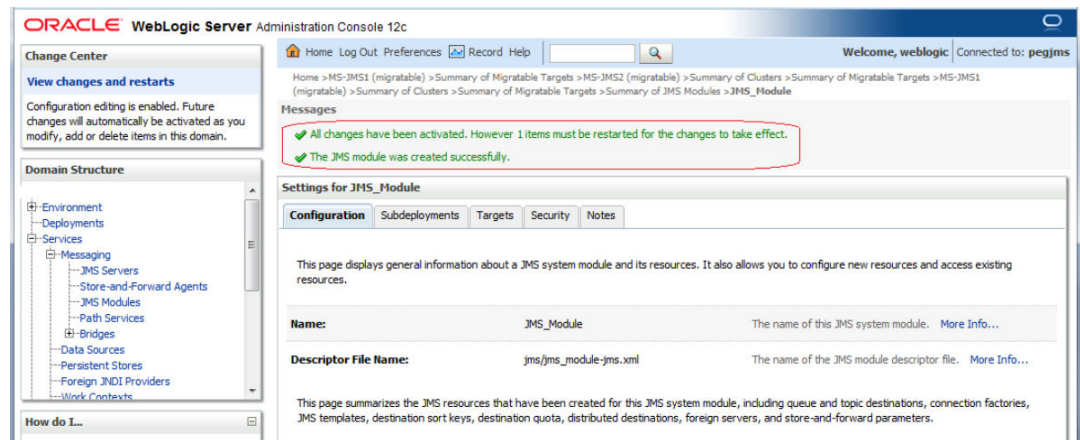 ORACLE WebLogic Server Administration Console 12c
Change Center
View changes and restarts
Configuration editing is enabled. Future
changes will automatically be activated as you
modify, add or delete items in this domain.
Domain Structure
Environment
Deployments
Services
Messaging
JMS Servers
Store-and-Forward Agents
JMS Modules
Path Services
Bridges
Data Sources
Persistent Stores
Foreign JNDI Providers
Work Contexts
How do I...
Home Log Out Preferences Record Help
Welcome, weblogic Connected to: pegjms
Home >MS-JMS1 (migratable) >Summary of Migratable Targets >MS-JMS2 (migratable) >Summary of Clusters >Summary of Migratable Targets >MS-JMS1
(migratable) >Summary of Clusters >Summary of Migratable Targets >Summary of JMS Modules >JMS_Module
Messages
All changes have been activated. However 1 items must be restarted for the changes to take effect.
The JMS module was created successfully.
Settings for JMS_Module
Configuration Subdeployments Targets Security Notes
This page displays general information about a JMS system module and its resources. It also allows you to configure new resources and access existing
resources.
Name: JMS_Module The name of this JMS system module. More Info...
Descriptor File Name: jms/jms_module-jms.xml The name of the JMS module descriptor file. More Info...
This page summarizes the JMS resources that have been created for this JMS system module, including queue and topic destinations, connection factories,
JMS templates, destination sort keys, destination quota, distributed destinations, foreign servers, and store-and-forward parameters.